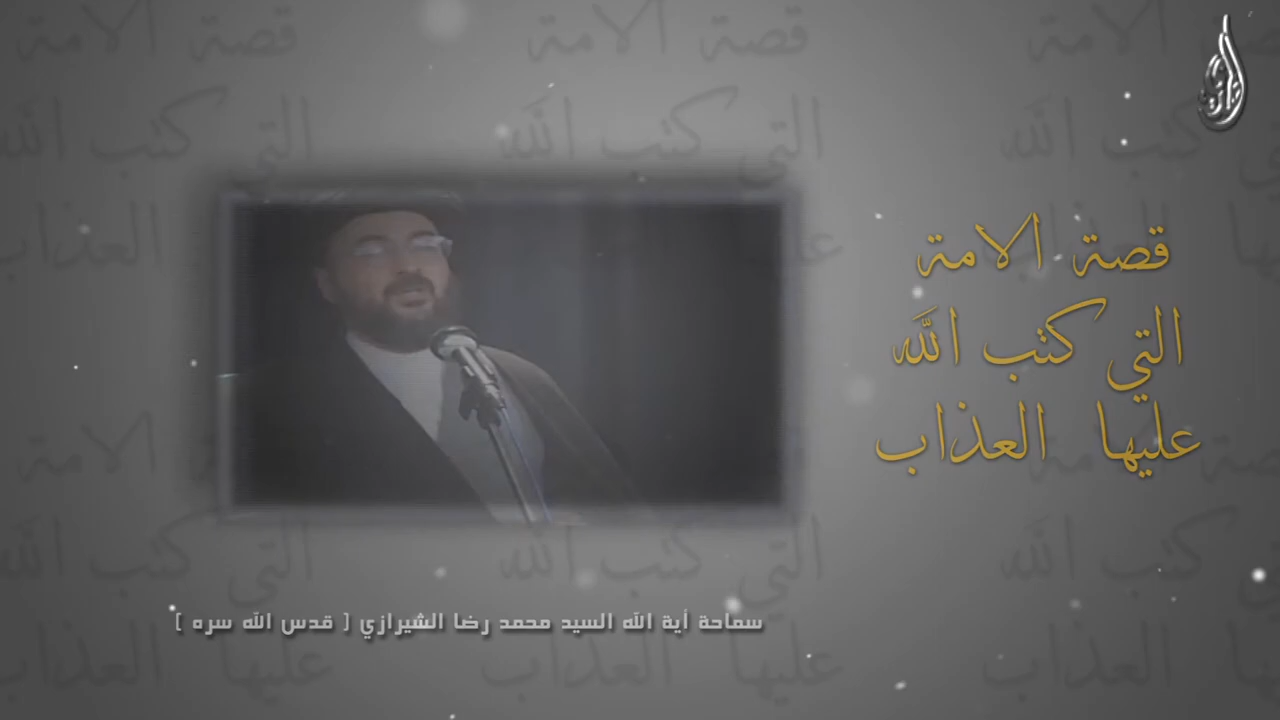 قصة الامة
التي كتب الله
عليها العذاب
سماحة أية الله السيد محمد رضا الشيرازي [ قدس الله سره ]